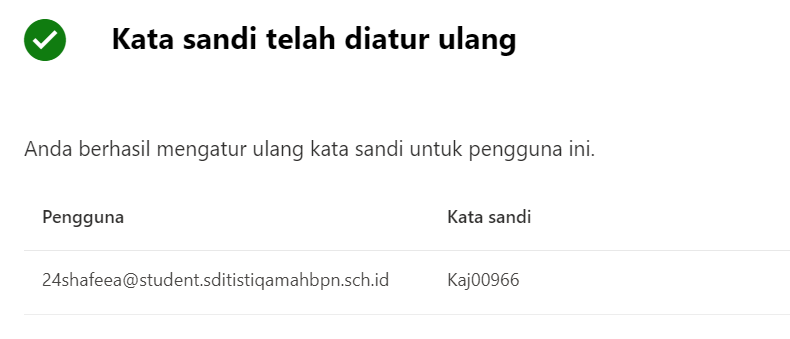 Kata sandi telah diatur ulang
Anda berhasil mengatur ulang kata sandi untuk pengguna ini.
Pengguna Kata sandi
24shafeea@student.sditistiqamahbpn.sch.id Kaj00966